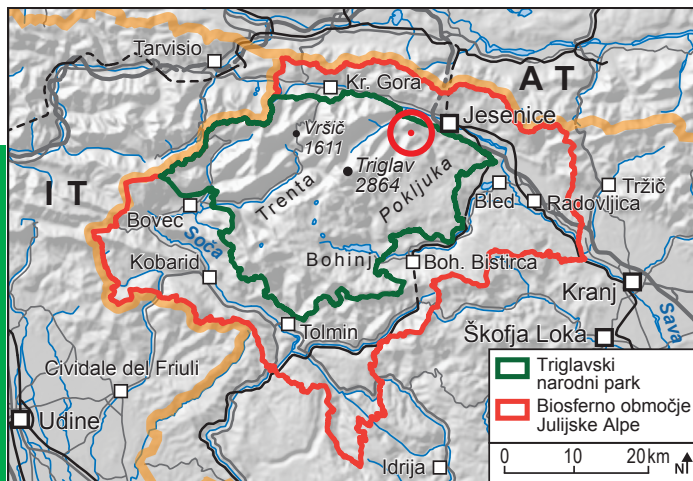 Tarvisio
A T
Kr. Gora
Jesenice
Vršič
1611
Triglav
2864
I T
Trenta
Pokljuka
Tržič
Bled
Radovljica
Bovec
Soča
Bohinj
Boh. Bistirca
Kobarid
Kranj
Sava
Tolmin
Škofja Loka
Cividale del Friuli
Triglavski
narodni park
Biosferno območje
Julijske Alpe
Udine
Idrija
0 10 20 km
NI